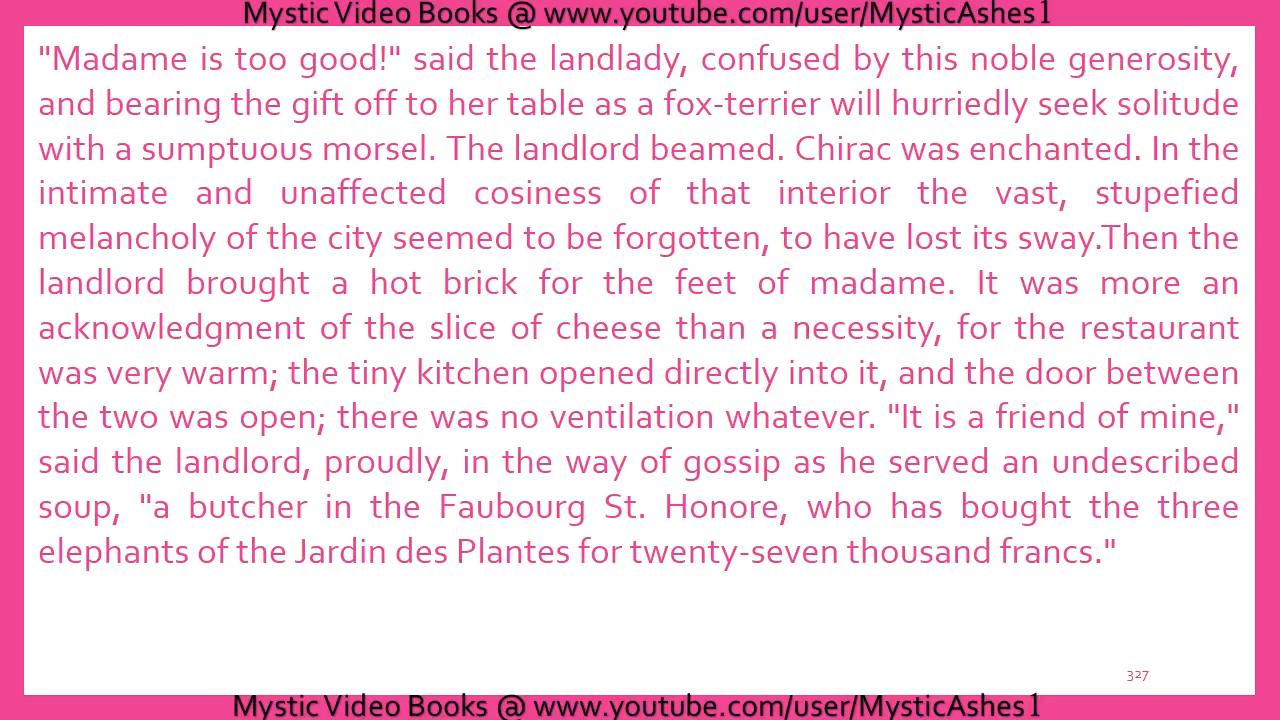 Mystic Video Books @ www.youtube.com/user/MysticAshes1
"Madame is too good!" said the landlady, confused by this noble generosity,
and bearing the gift off to her table as a fox-terrier will hurriedly seek solitude
with a sumptuous morsel. The landlord beamed. Chirac was enchanted. In the
intimate and unaffected cosiness of that interior the vast, stupefied
melancholy of the city seemed to be forgotten, to have lost its sway.Then the
landlord brought a hot brick for the feet of madame. It was more an
acknowledgment of the slice of cheese than a necessity, for the restaurant
was very warm; the tiny kitchen opened directly into it, and the door between
the two was open; there was no ventilation whatever. "It is a friend of mine,"
said the landlord, proudly, in the way of gossip as he served an undescribed
soup, "a butcher in the Faubourg St. Honore, who has bought the three
elephants of the Jardin des Plantes for twenty-seven thousand francs."
327
Mystic Video Books @ www.youtube.com/user/MysticAshes1